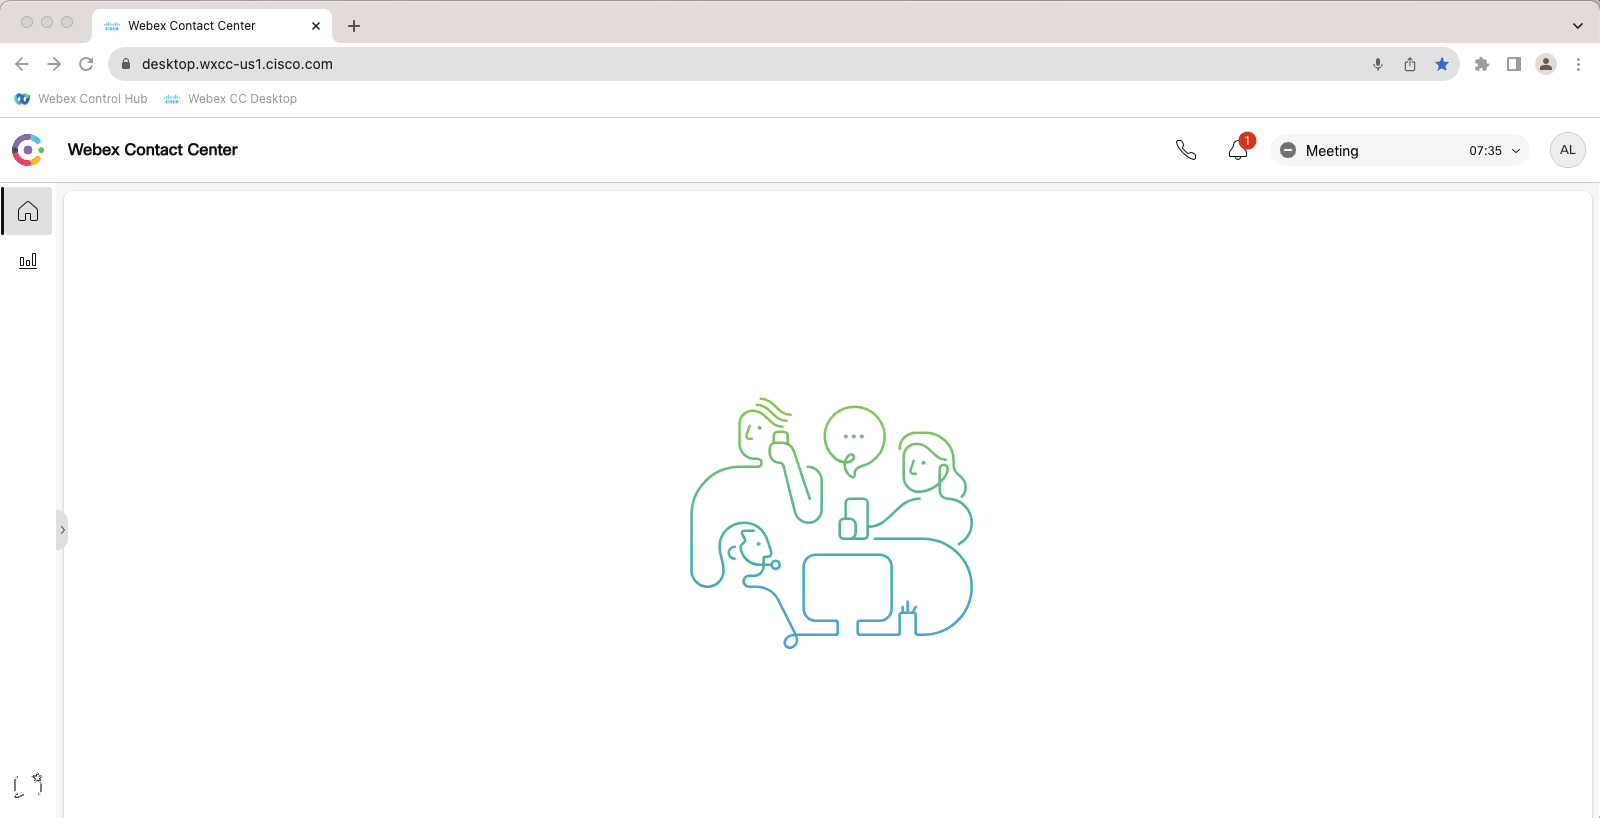 Webex Contact Center
desktop.wxcc-us1.cisco.com
Webex Control Hub
Webex CC Desktop
Webex Contact Center
1
Meeting
07:35
AL